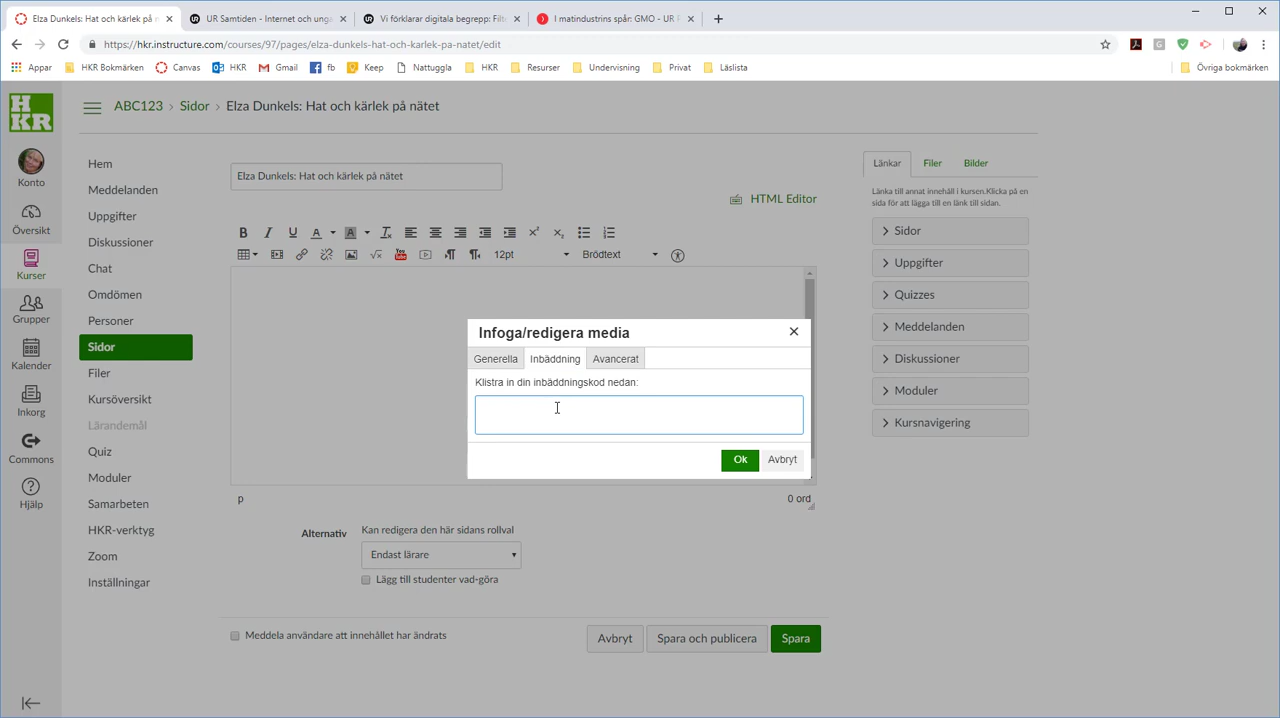 Elza Dunkels: Hat och kärlek på n
UR Samtiden - Internet och unga
Vi förklarar digitala begrepp: Filte
I matindustrins spår: GMO - UR
https://hkr.instructure.com/courses/97/pages/elza-dunkels-hat-och-karlek-pa-natet/edit
Appar HKR Bokmärken Canvas HKR Gmail fb Keep Nattuggla HKR Resurser Undervisning Privat Läslista Övriga bokmärken
H
KR
Konto
Översikt
Kurser
Grupper
Kalender
Inkorg
Commons
Hjälp
ABC123 > Sidor > Elza Dunkels: Hat och kärlek på nätet
Hem
Meddelanden
Uppgifter
Diskussioner
Chat
Omdömen
Personer
Sidor
Filer
Kursöversikt
Lärandemål
Quiz
Moduler
Samarbeten
HKR-verktyg
Zoom
Inställningar
Elza Dunkels: Hat och kärlek på nätet
HTML Editor
B I U A A
12pt Brödtext
Infoga/redigera media
Generella Inbäddning Avancerat
Klistra in din inbäddningskod nedan:
Ok Avbryt
p 0 ord
Alternativ Kan redigera den här sidans rollval
Endast lärare
Lägg till studenter vad-göra
Meddela användare att innehållet har ändrats
Avbryt Spara och publicera Spara
Länkar Filer Bilder
Länka till annat innehåll i kursen.Klicka på en
sida för att lägga till en länk till sidan.
Sidor
Uppgifter
Quizzes
Meddelanden
Diskussioner
Moduler
Kursnavigering